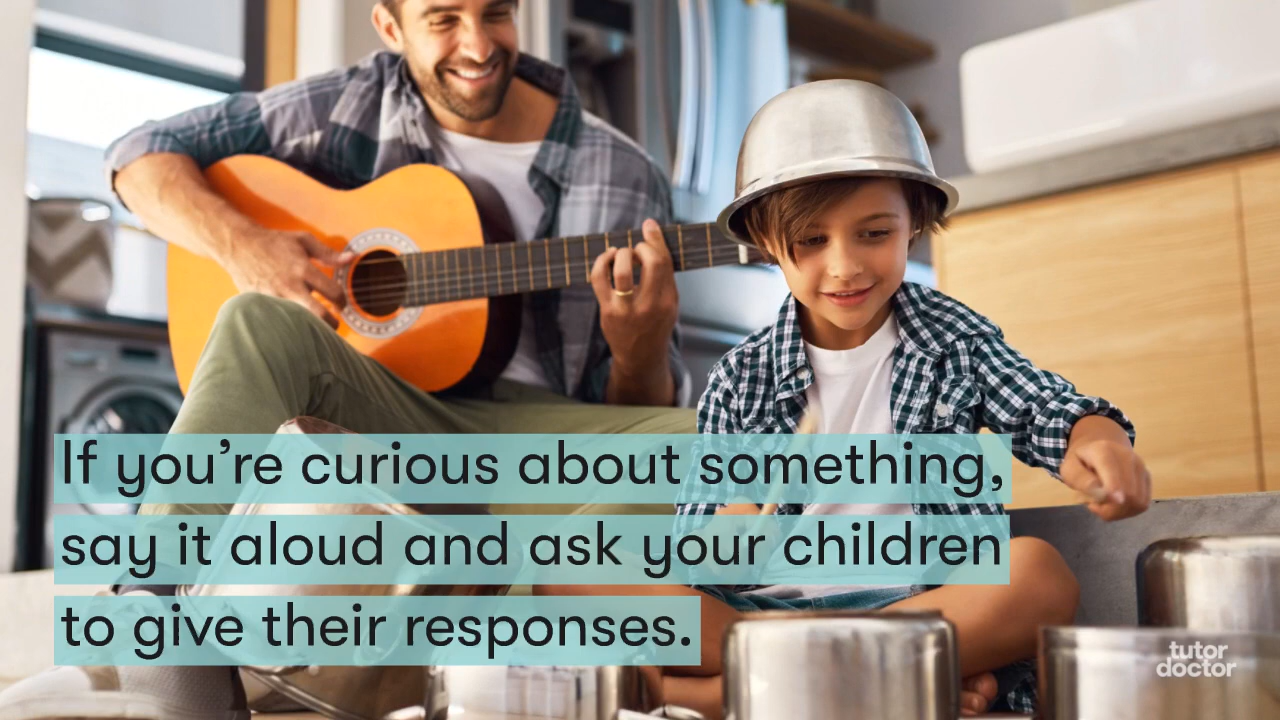 If you’re curious about something,
say it aloud and ask your children
to give their responses.
tutor
doctor